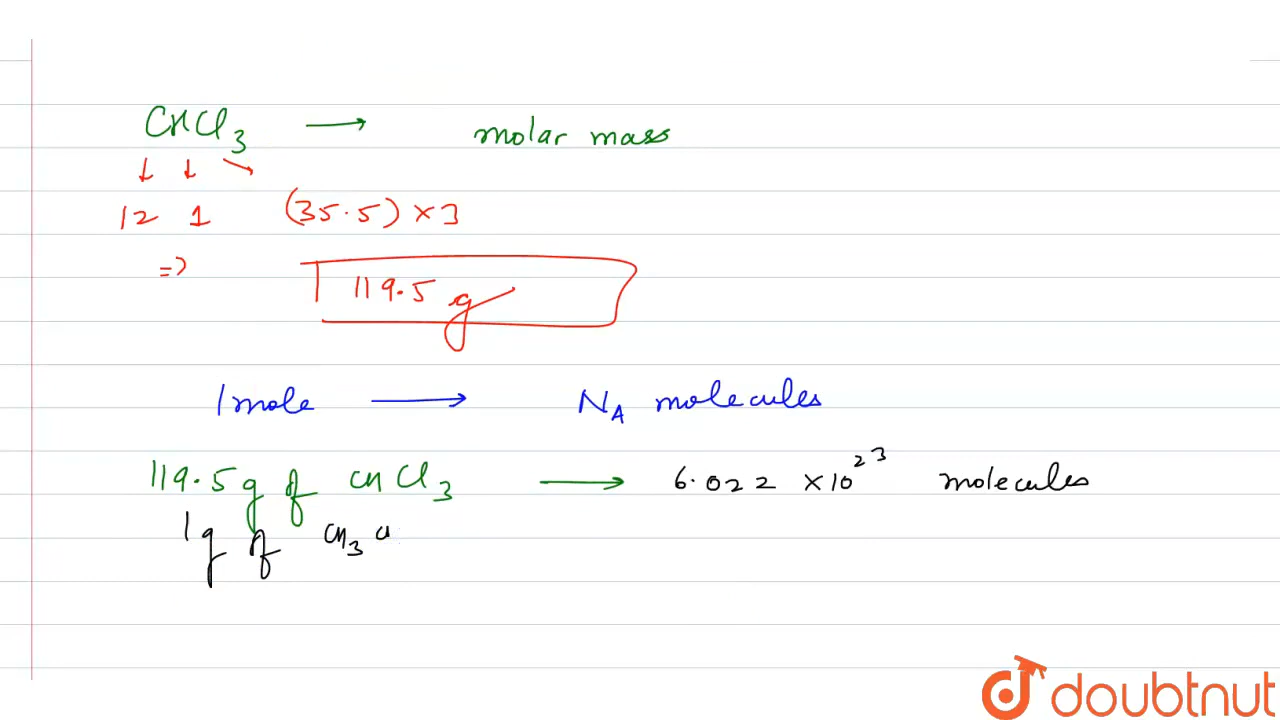 CHCl3 → molar mass
↓ ↓ ↘
12 1 (35.5) × 3
⇒ 119.5 g
1 mole → NA molecules
119.5 g of CHCl3 → 6.022 × 10^23 molecules
1 g of CH3 cl
doubtnut